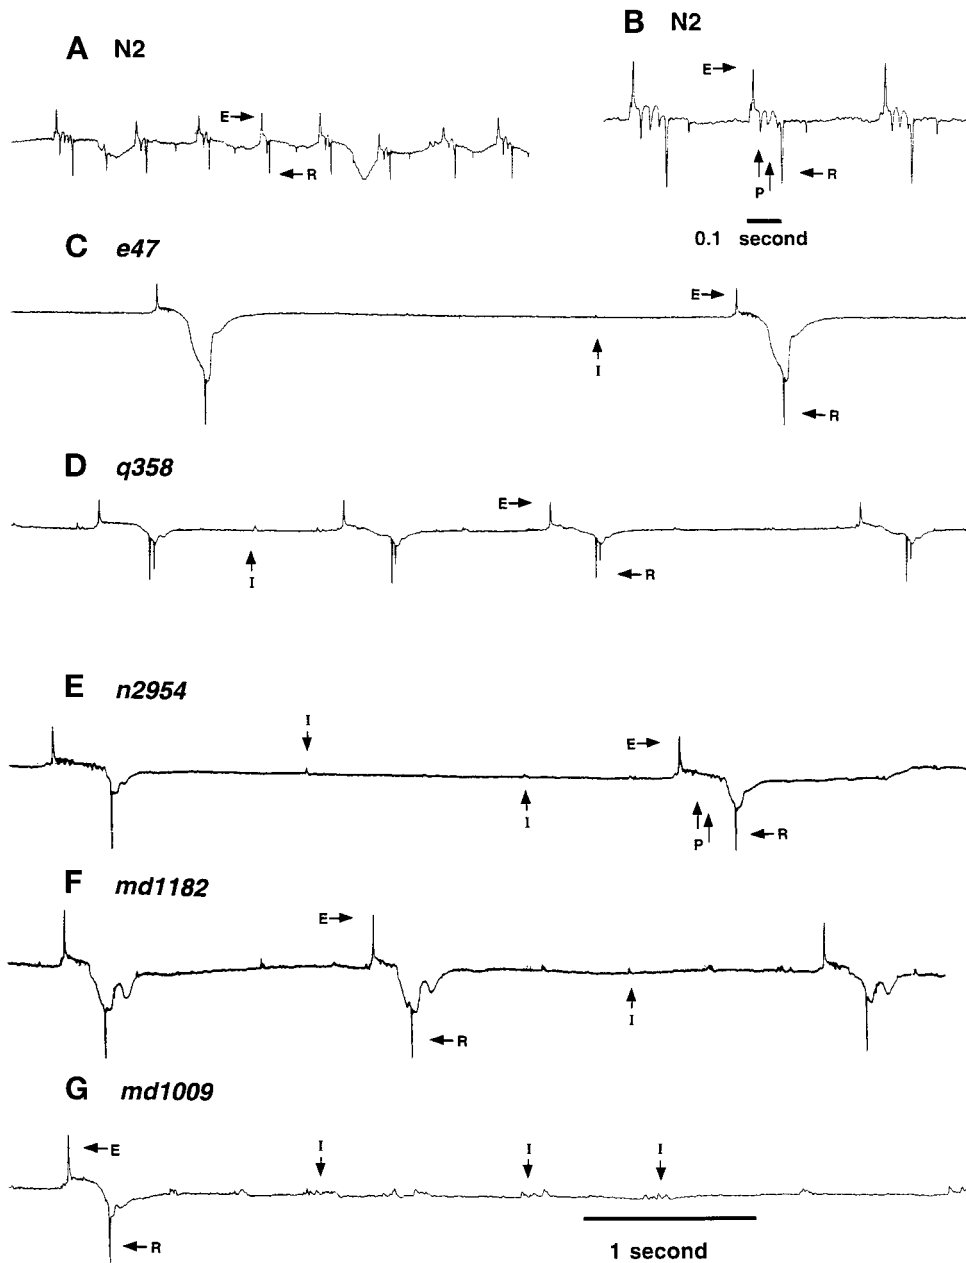 A N2
E
R
B N2
E
P
R
0.1 second
C e47
E
I
R
D q358
E
I
R
E n2954
I
E
I
P
R
F md1182
E
I
R
G md1009
E
I I I
R
1 second